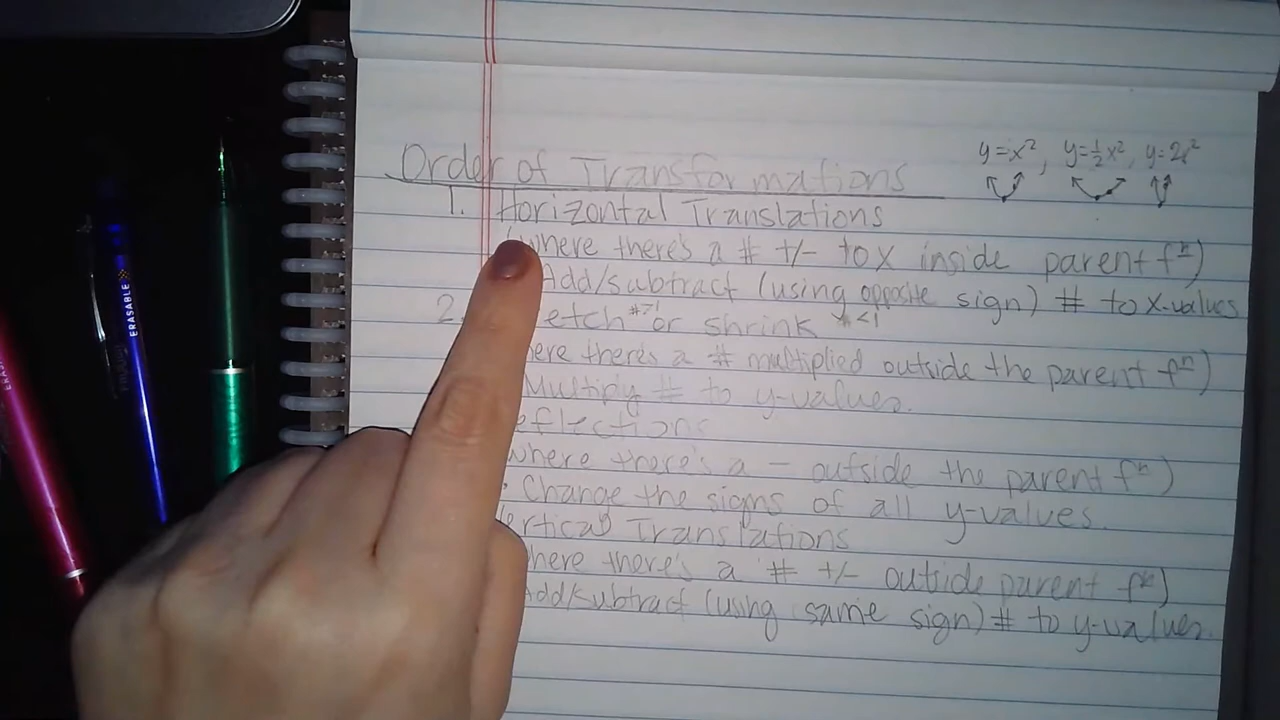 Order of Transformations
y=x², y=½x², y=2x²
1. Horizontal Translations
(where there's a # +/- to x inside parent fⁿ)
Add/subtract (using opposite sign) # to x-values
2. etch #>1 or shrink #<1
ere there's a # multiplied outside the parent fⁿ)
Multiply # to y-values.
eflections
where there's a - outside the parent fⁿ)
• Change the signs of all y-values.
ertical Translations
here there's a # +/- outside parent fⁿ)
Add/subtract (using same sign) # to y-values.
ERASABLE